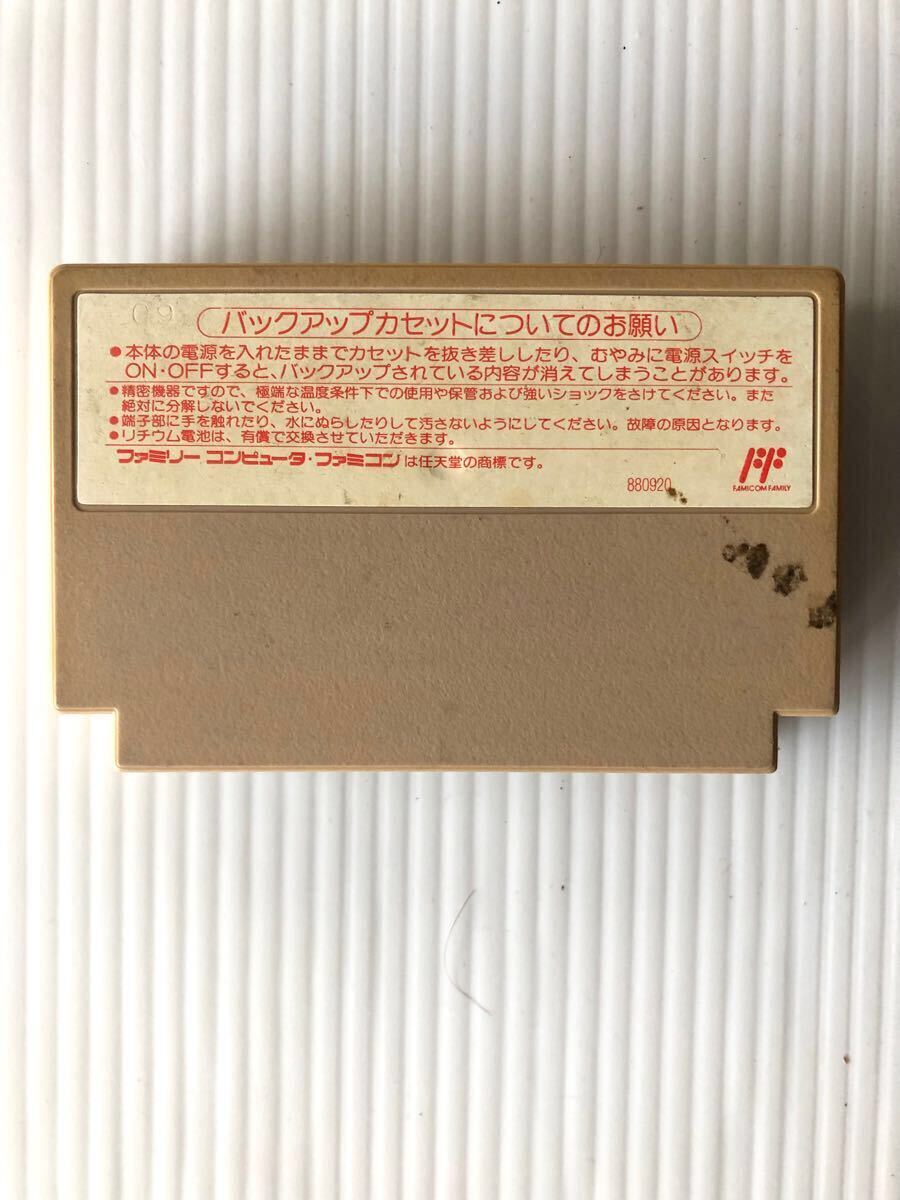 09
バックアップカセットについてのお願い
●本体の電源を入れたままでカセットを抜き差ししたり、むやみに電源スイッチを
ON・OFFすると、バックアップされている内容が消えてしまうことがあります。
●精密機器ですので、極端な温度条件下での使用や保管および強いショックをさけてください。また
絶対に分解しないでください。
●端子部に手を触れたり、水にぬらしたりして汚さないようにしてください。故障の原因となります。
●リチウム電池は、有償で交換させていただきます。
ファミリー コンピュータ・ファミコンは任天堂の商標です。
880920
FAMICOM FAMILY